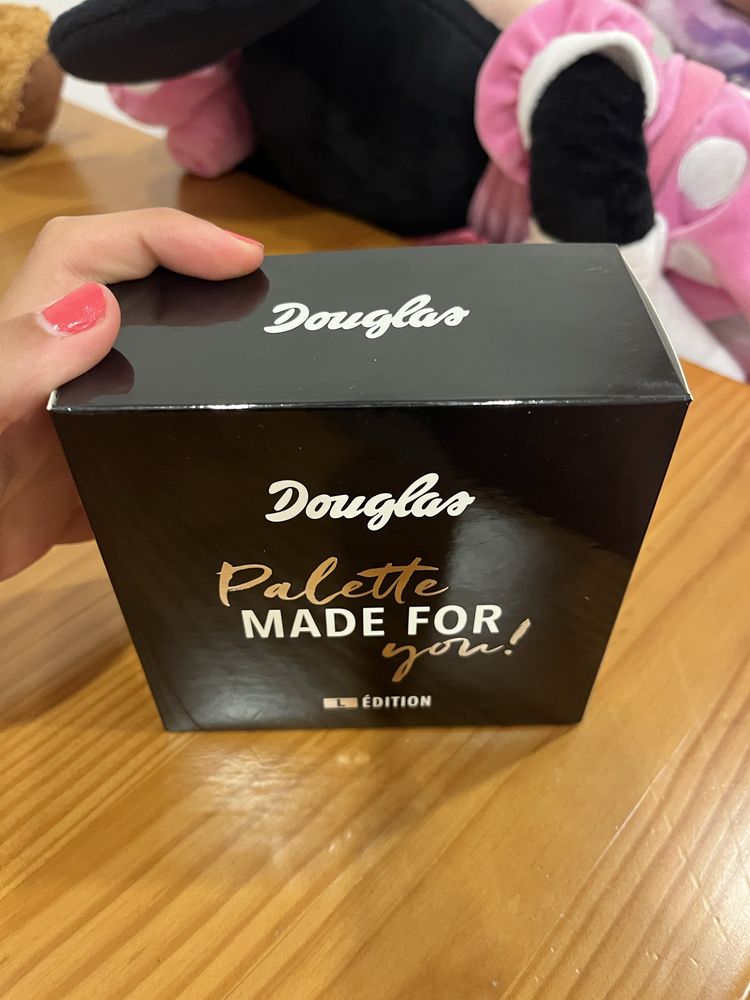 Douglas
Douglas
Palette
MADE FOR
you!
L ÉDITION